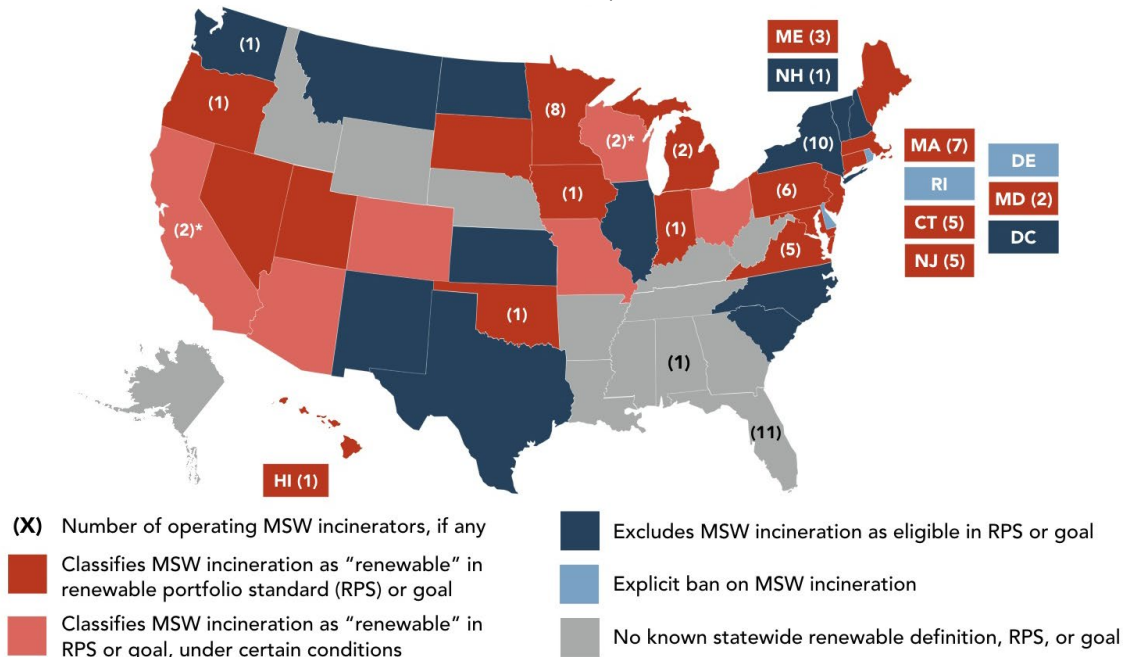 (1)
ME (3)
NH (1)
(1)
(8)
(2)*
(2)
(10)
MA (7)
DE
RI
MD (2)
CT (5)
DC
NJ (5)
(6)
(1)
(1)
(5)
(2)*
(1)
(1)
(11)
HI (1)
(X) Number of operating MSW incinerators, if any
Classifies MSW incineration as “renewable” in
renewable portfolio standard (RPS) or goal
Classifies MSW incineration as “renewable” in
RPS or goal, under certain conditions
Excludes MSW incineration as eligible in RPS or goal
Explicit ban on MSW incineration
No known statewide renewable definition, RPS, or goal